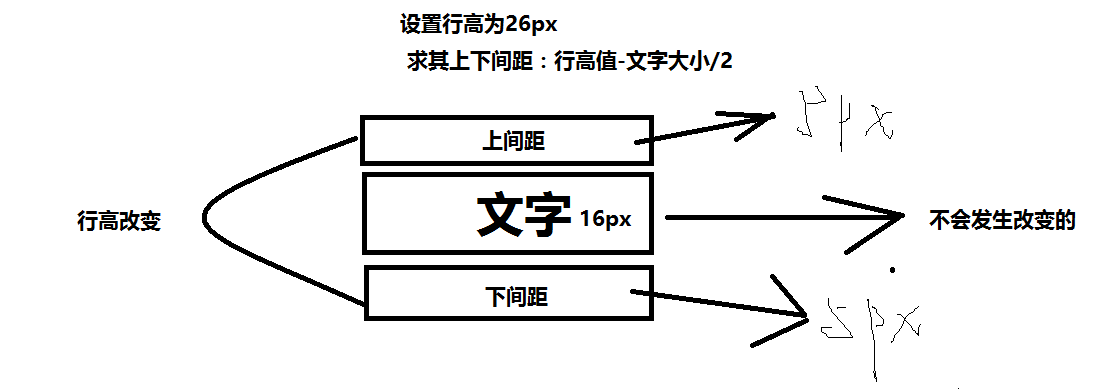 设置行高为26px
求其上下间距：行高值-文字大小/2
上间距
5px
行高改变
文字 16px
不会发生改变的
下间距
5px